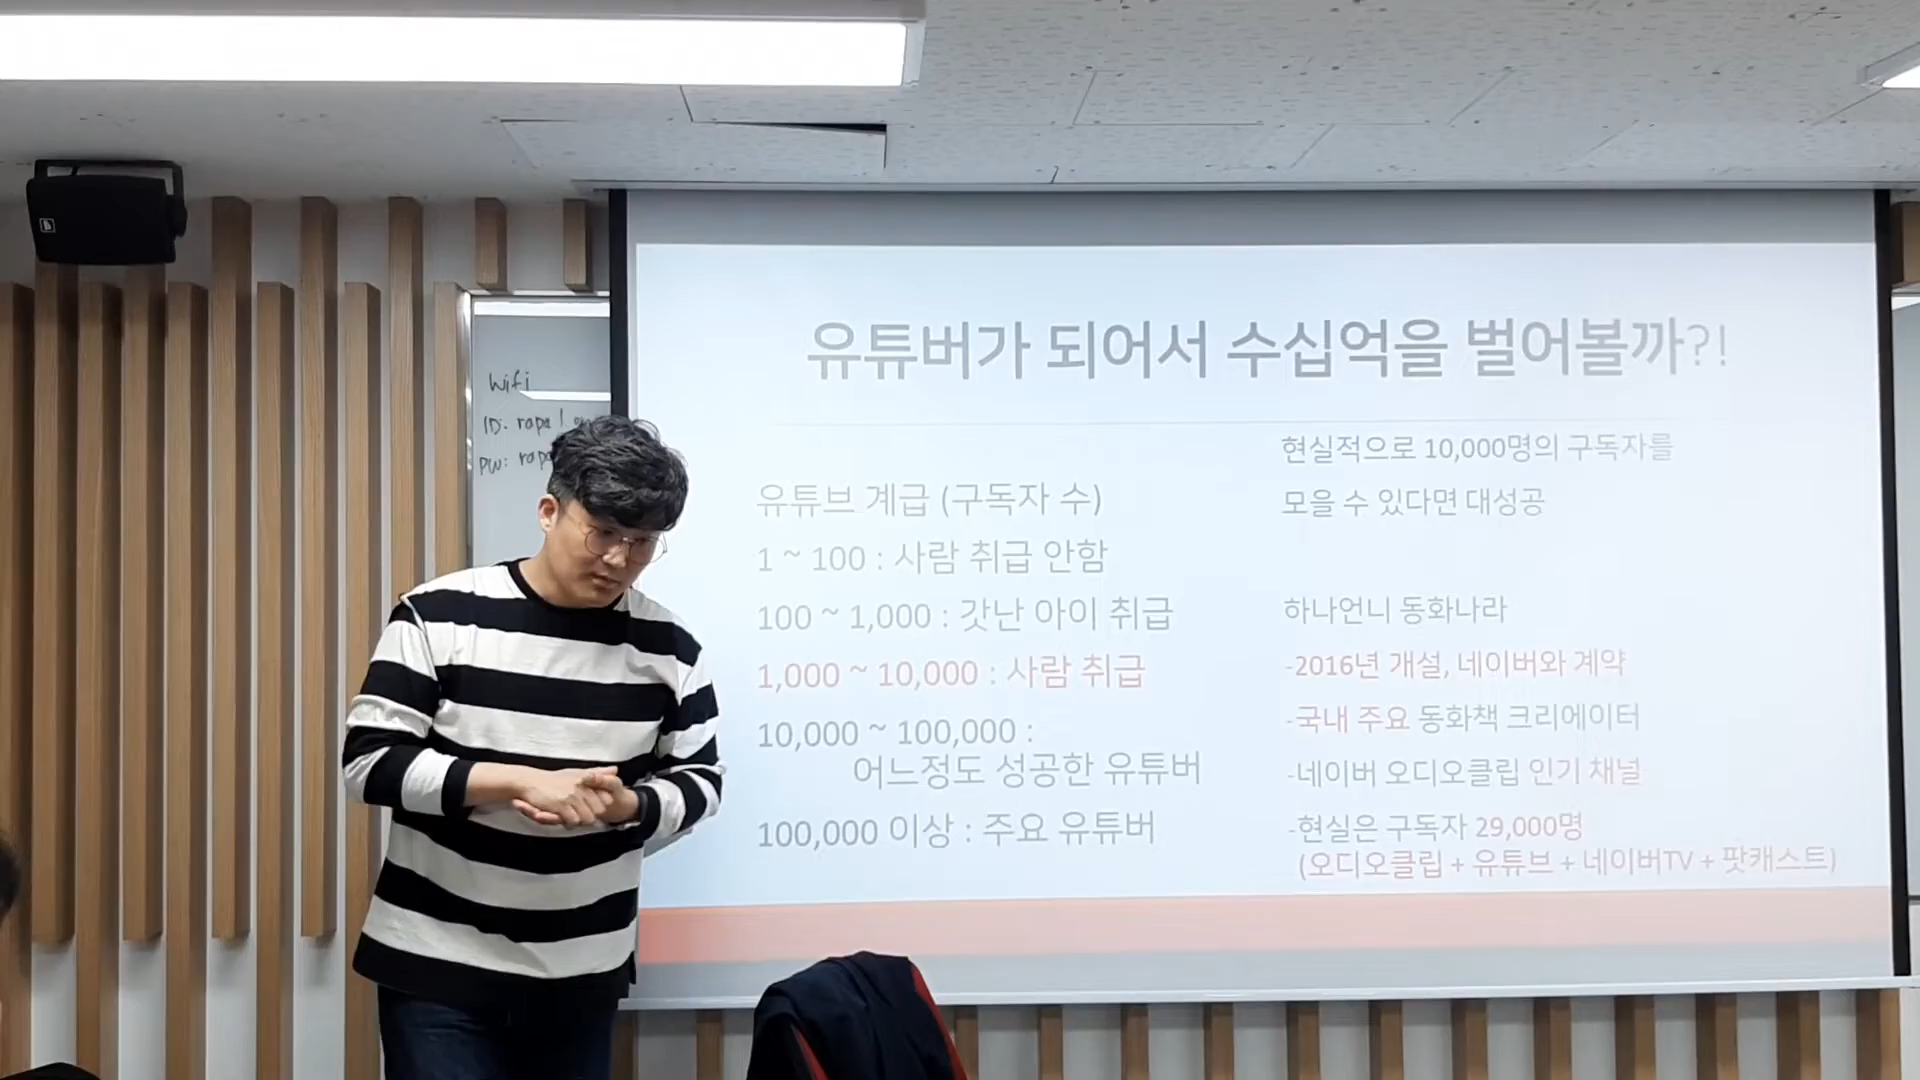 유튜버가 되어서 수십억을 벌어볼까?!
wifi
ID: ropa
PW:
유튜브 계급 (구독자 수)
1 ~ 100 : 사람 취급 안함
100 ~ 1,000 : 갓난 아이 취급
1,000 ~ 10,000 : 사람 취급
10,000 ~ 100,000 :
어느정도 성공한 유튜버
100,000 이상 : 주요 유튜버
현실적으로 10,000명의 구독자를
모을 수 있다면 대성공
하나언니 동화나라
-2016년 개설, 네이버와 계약
-국내 주요 동화책 크리에이터
-네이버 오디오클립 인기 채널
-현실은 구독자 29,000명
(오디오클립 + 유튜브 + 네이버TV + 팟캐스트)